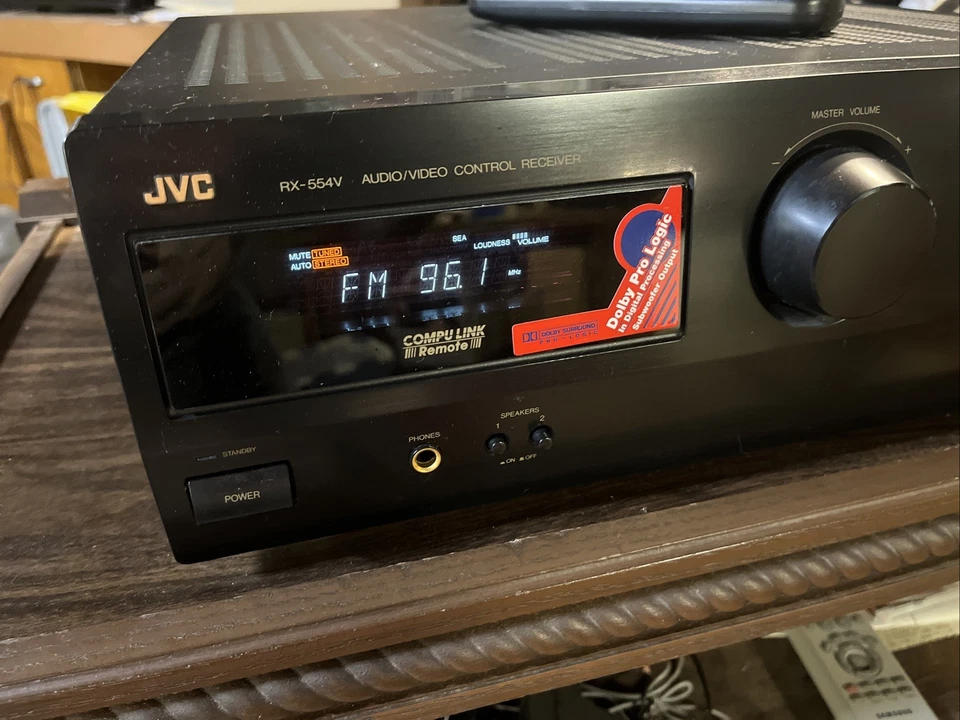 MASTER VOLUME
- +
JVC
RX-554V AUDIO/VIDEO CONTROL RECEIVER
SEA
LOUDNESS VOLUME
MUTE TUNED
AUTO STEREO
FM 96.1 MHz
COMPU LINK
Remote
Dolby Pro Logic
in Digital Processing
Subwoofer Output
DOLBY SURROUND
PRO • LOGIC
SPEAKERS
1 2
ON OFF
PHONES
STANDBY
POWER
SAMSUNG